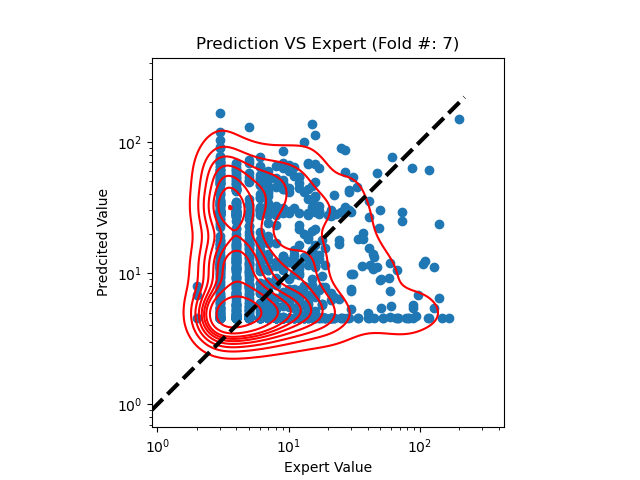 Prediction VS Expert (Fold #: 7)
Predcited Value
10²
10¹
10⁰
10⁰ 10¹ 10²
Expert Value